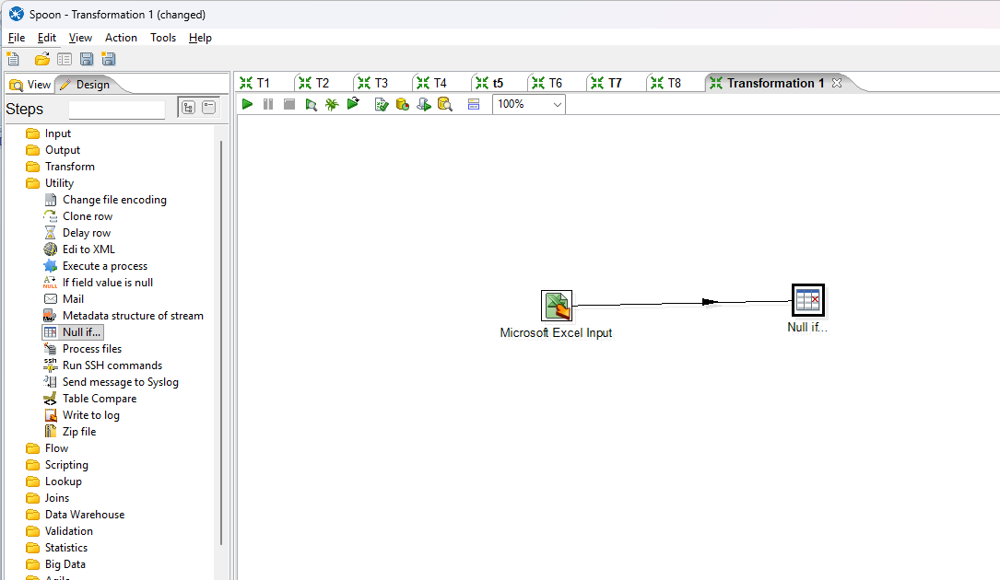 Spoon - Transformation 1 (changed)
File Edit View Action Tools Help
View Design
T1 T2 T3 T4 t5 T6 T7 T8 Transformation 1
Steps
100%
Input
Output
Transform
Utility
Change file encoding
Clone row
Delay row
Edi to XML
Execute a process
If field value is null
Mail
Metadata structure of stream
Null if...
Process files
Run SSH commands
Send message to Syslog
Table Compare
Write to log
Zip file
Flow
Scripting
Lookup
Joins
Data Warehouse
Validation
Statistics
Big Data
Microsoft Excel Input
Null if...